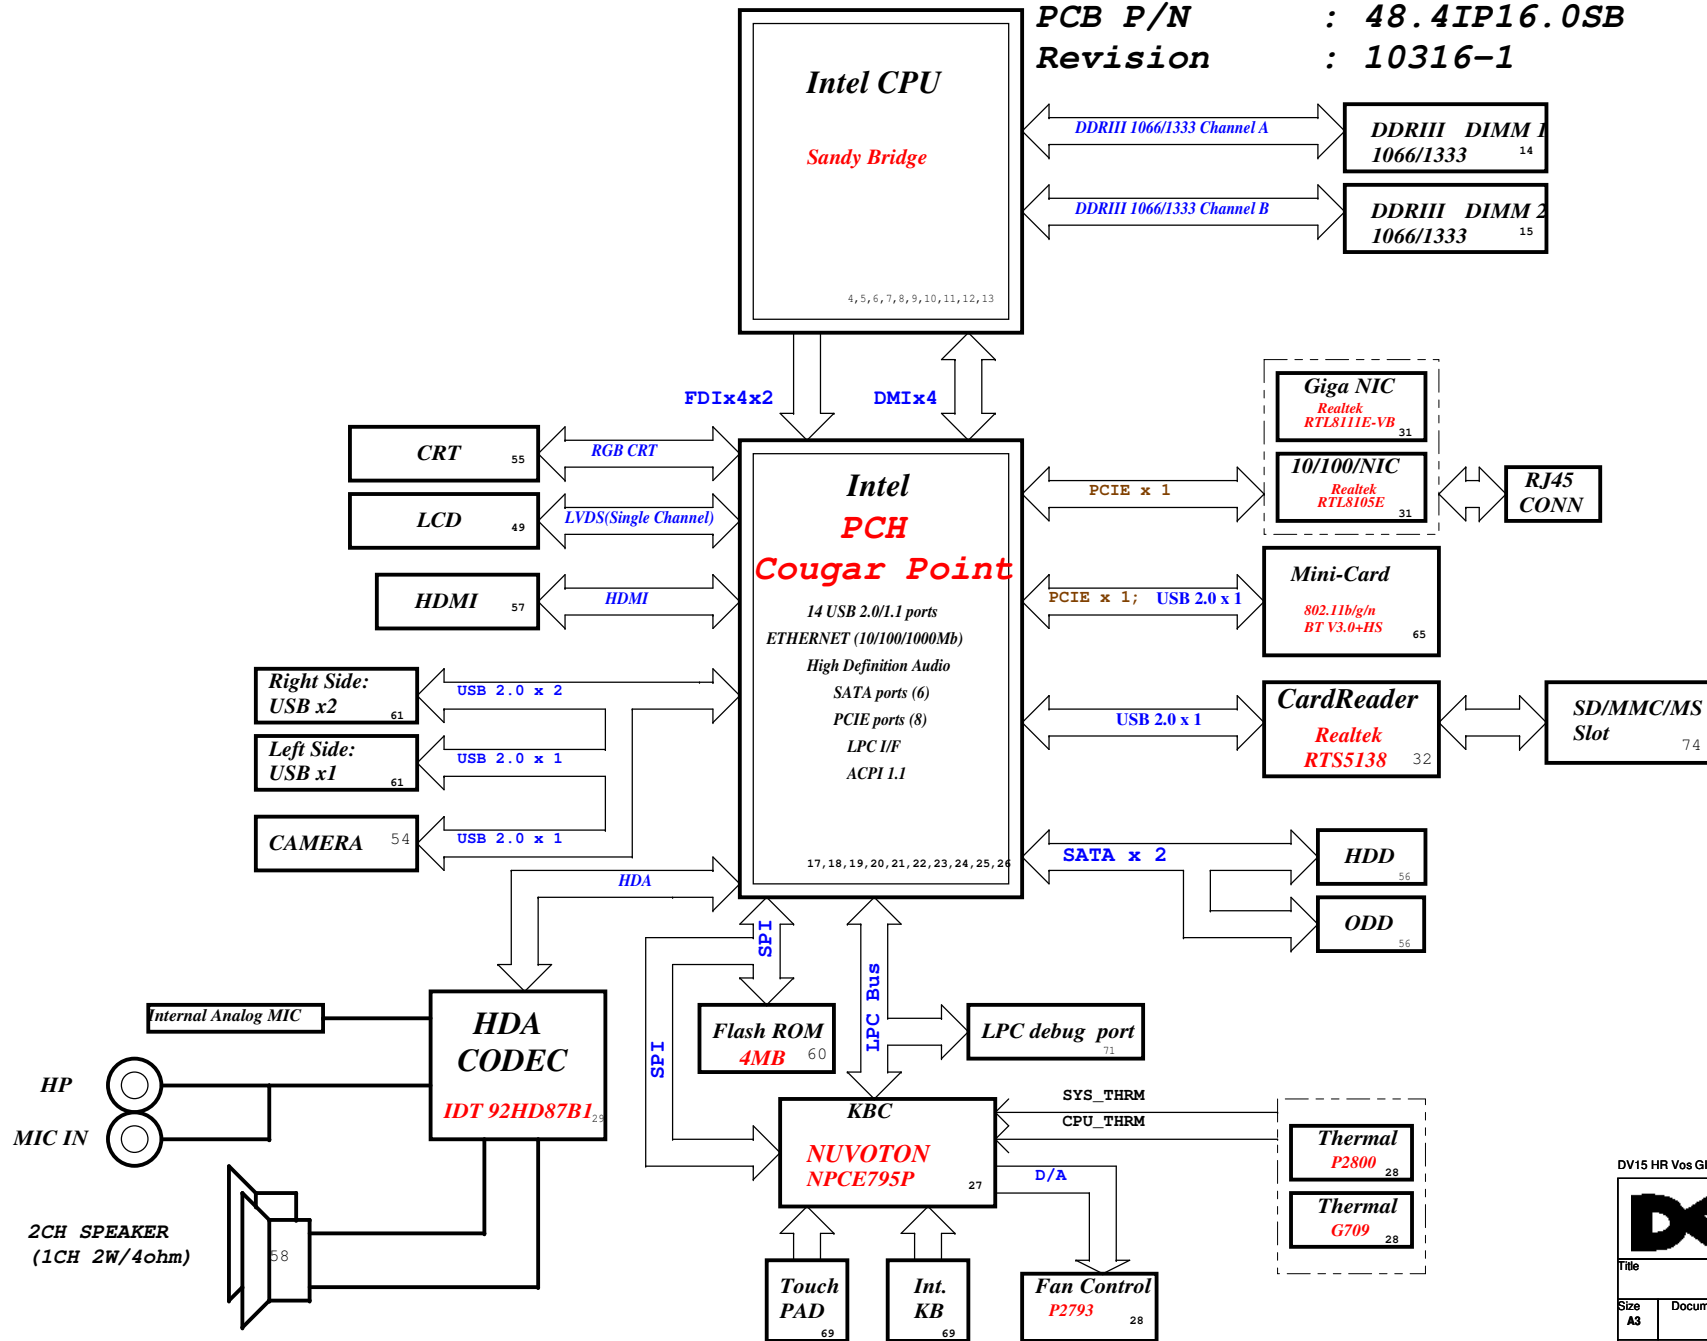 PCB P/N : 48.4IP16.0SB
Revision : 10316-1
Intel CPU
Sandy Bridge
4,5,6,7,8,9,10,11,12,13
DDRIII 1066/1333 Channel A
DDRIII DIMM 1
1066/1333 14
DDRIII 1066/1333 Channel B
DDRIII DIMM 2
1066/1333 15
FDIx4x2
DMIx4
CRT 55
RGB CRT
LCD 49
LVDS(Single Channel)
HDMI 57
HDMI
Right Side:
USB x2 61
USB 2.0 x 2
Left Side:
USB x1 61
USB 2.0 x 1
CAMERA 54
USB 2.0 x 1
HDA
Intel
PCH
Cougar Point
14 USB 2.0/1.1 ports
ETHERNET (10/100/1000Mb)
High Definition Audio
SATA ports (6)
PCIE ports (8)
LPC I/F
ACPI 1.1
17,18,19,20,21,22,23,24,25,26
PCIE x 1
Giga NIC
Realtek
RTL8111E-VB 31
10/100/NIC
Realtek
RTL8105E 31
RJ45
CONN
PCIE x 1; USB 2.0 x 1
Mini-Card
802.11b/g/n
BT V3.0+HS 65
USB 2.0 x 1
CardReader
Realtek
RTS5138 32
SD/MMC/MS
Slot 74
SATA x 2
HDD
56
ODD
56
SPI
SPI
LPC Bus
Flash ROM
4MB 60
LPC debug port
71
Internal Analog MIC
HDA
CODEC
IDT 92HD87B1 29
HP
MIC IN
2CH SPEAKER
(1CH 2W/4ohm)
58
KBC
NUVOTON
NPCE795P 27
SYS_THRM
CPU_THRM
D/A
Thermal
P2800 28
Thermal
G709 28
Touch
PAD
69
Int.
KB
69
Fan Control
P2793 28
DV15 HR Vos
Title
Size
A3